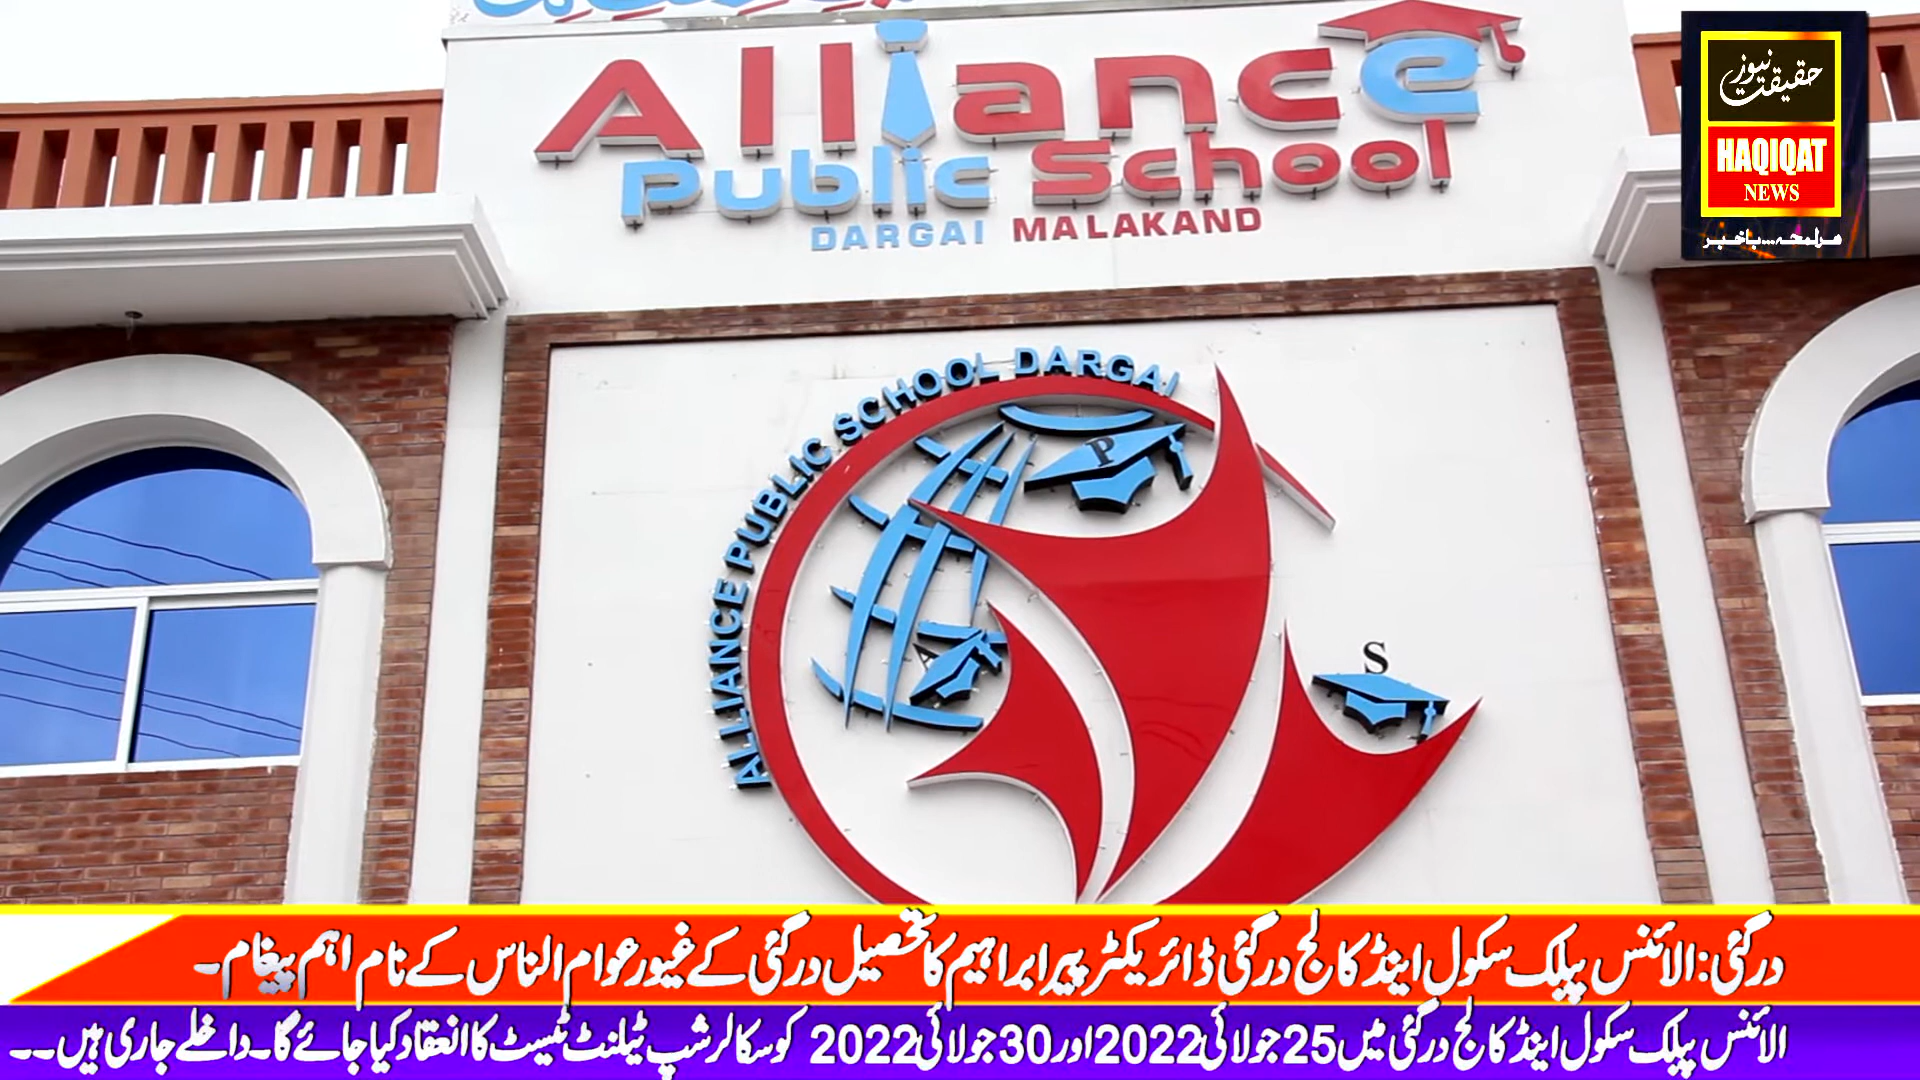 Alliance
Public School
DARGAI MALAKAND
حقیقت نیوز
HAQIQAT
NEWS
ہرلمحہ...باخبر
ALLIANCE PUBLIC SCHOOL DARGAI
P
A
S
درگئی: الائنس پبلک سکول اینڈ کالج درگئی ڈائریکٹر پیر ابراہیم کا تحصیل درگئی کے غیور عوام الناس کے نام اہم پیغام۔
الائنس پبلک سکول اینڈ کالج درگئی میں 25 جولائی 2022 اور 30 جولائی 2022 کو سکالرشپ ٹیلنٹ ٹیسٹ کا انعقاد کیا جائے گا۔ داخلے جاری ہیں۔۔